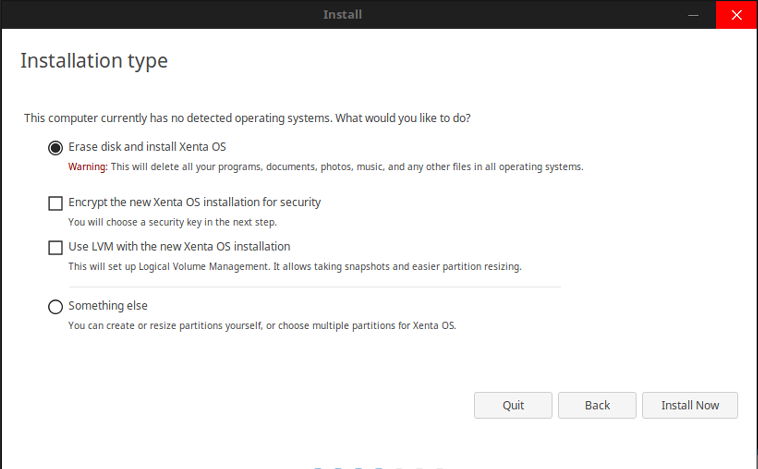 Install
Installation type
This computer currently has no detected operating systems. What would you like to do?
Erase disk and install Xenta OS
Warning: This will delete all your programs, documents, photos, music, and any other files in all operating systems.
Encrypt the new Xenta OS installation for security
You will choose a security key in the next step.
Use LVM with the new Xenta OS installation
This will set up Logical Volume Management. It allows taking snapshots and easier partition resizing.
Something else
You can create or resize partitions yourself, or choose multiple partitions for Xenta OS.
Quit Back Install Now